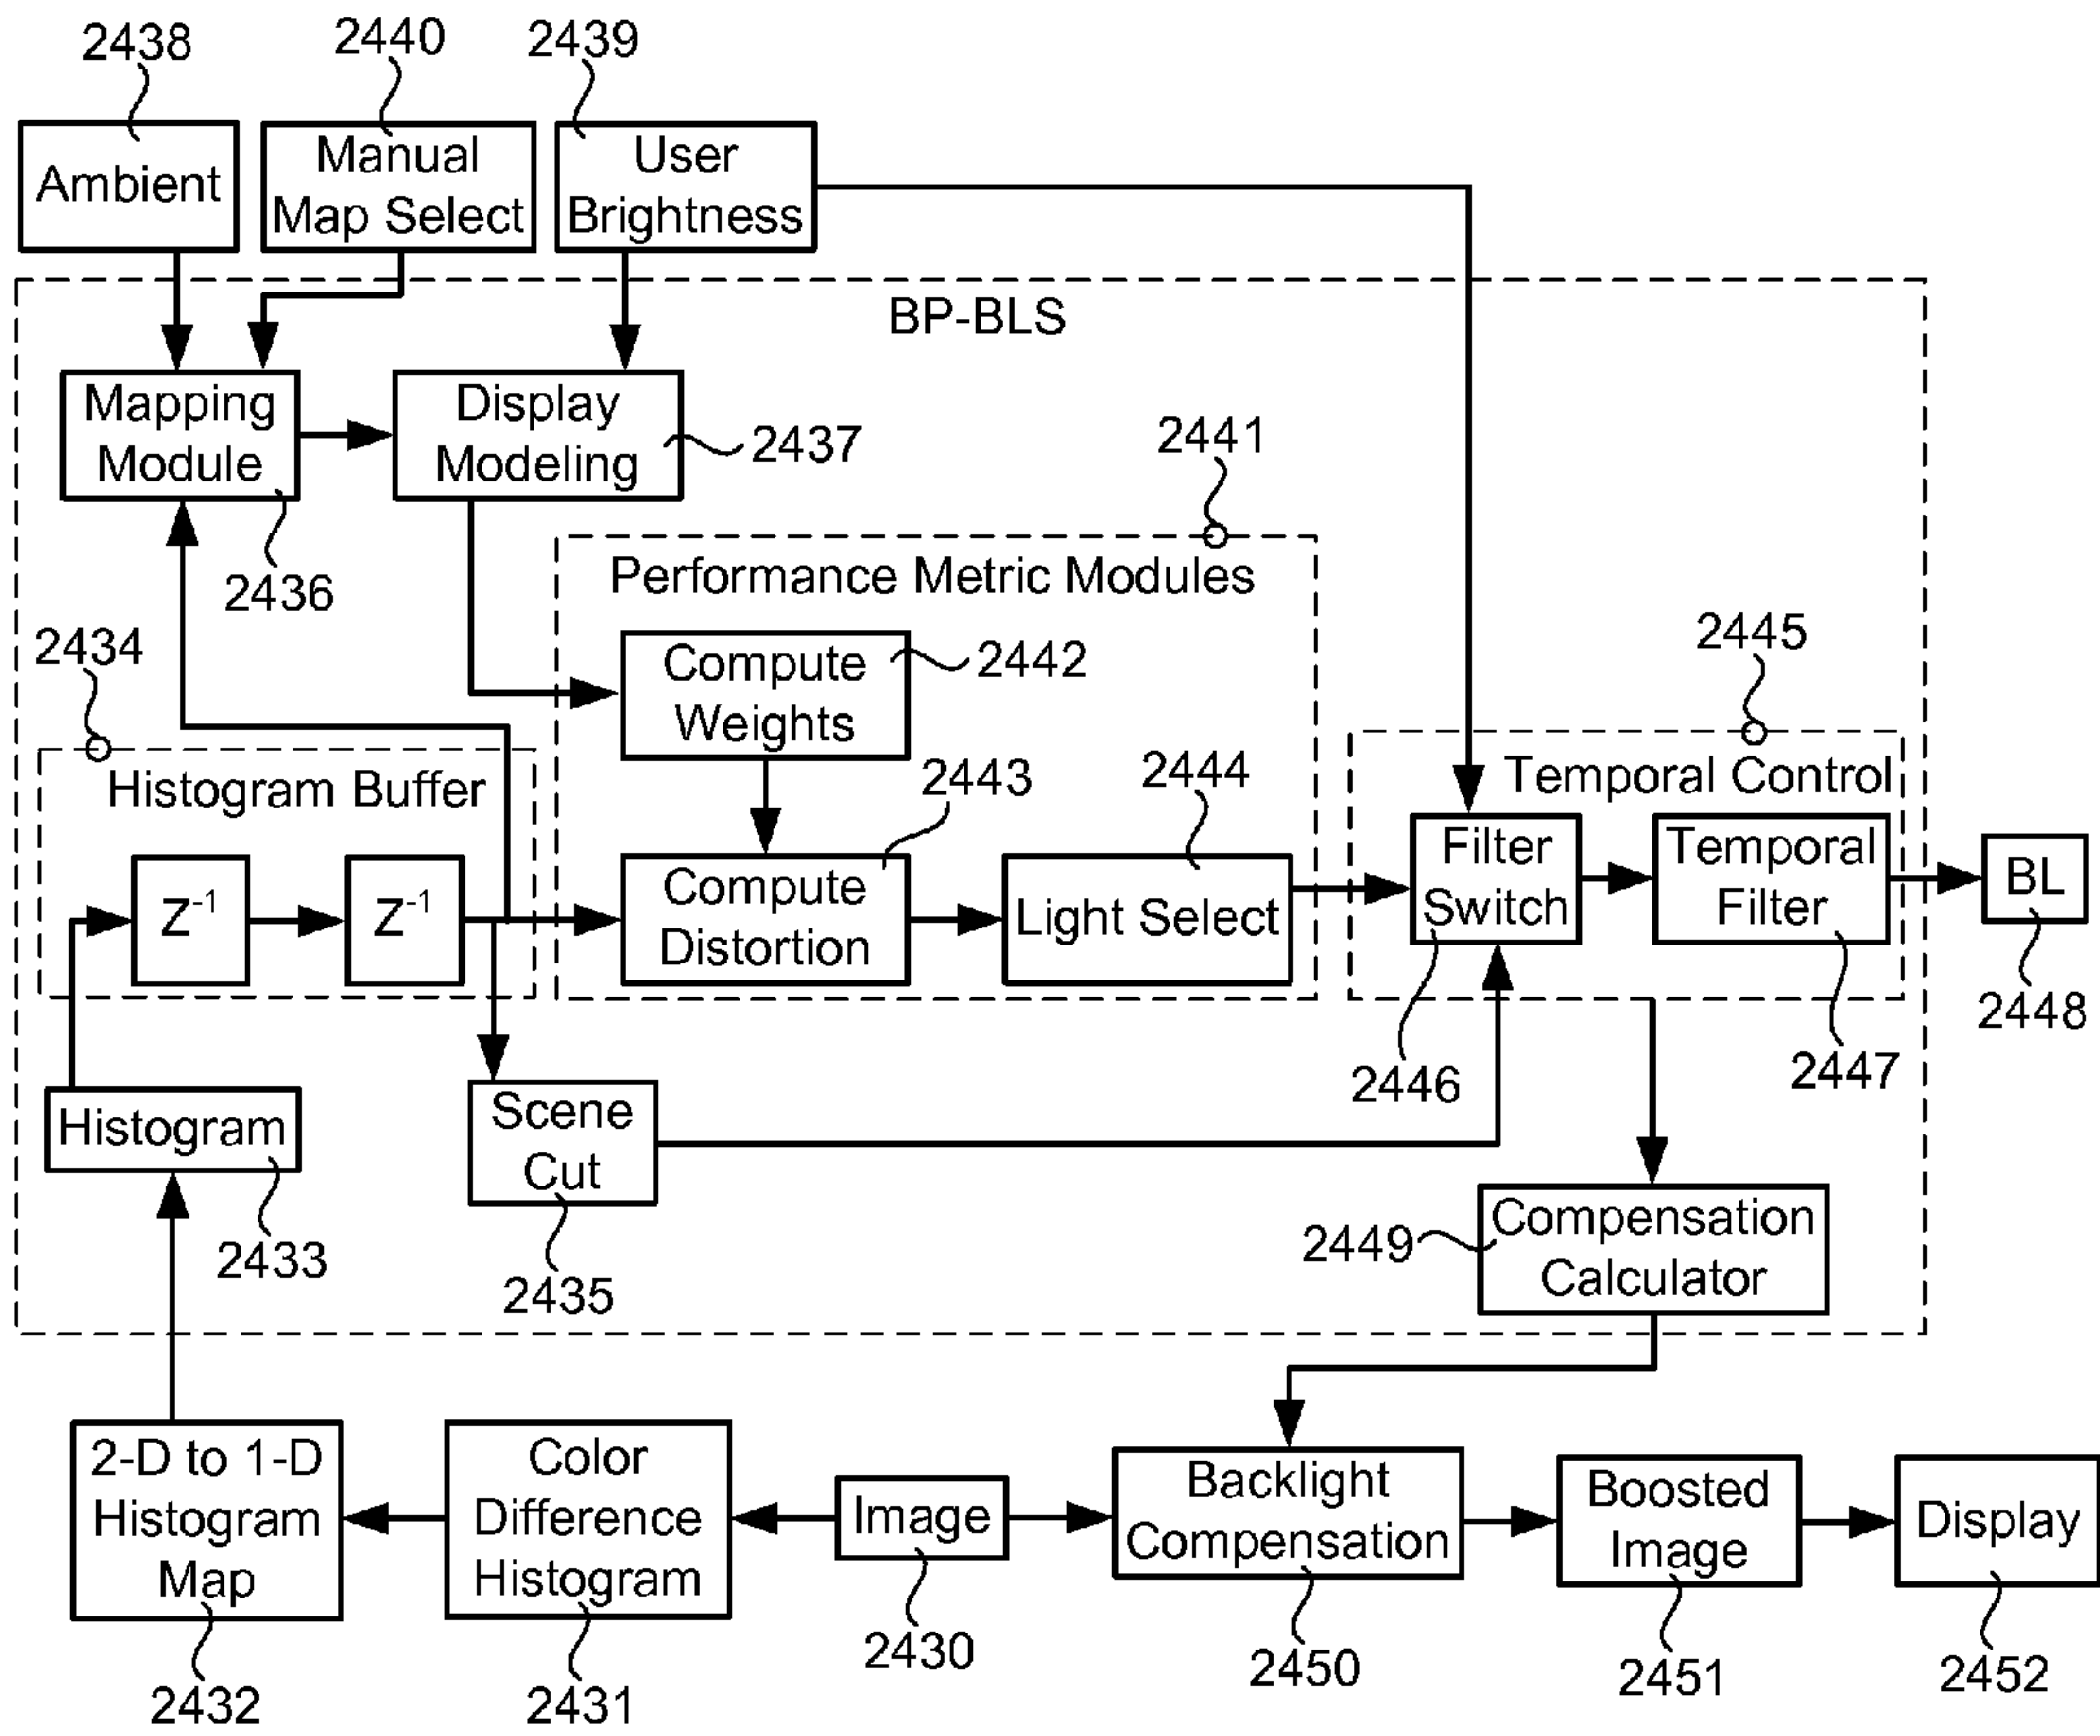 2438
2440
2439
Ambient
Manual
Map Select
User
Brightness
BP-BLS
Mapping
Module
Display
Modeling
2437
2441
2436
Performance Metric Modules
2434
Compute
Weights
2442
2445
Histogram Buffer
2443
2444
Temporal Control
Z-1
Z-1
Compute
Distortion
Light Select
Filter
Switch
Temporal
Filter
BL
2448
2446
2447
Histogram
Scene
Cut
2433
2435
2449
Compensation
Calculator
2-D to 1-D
Histogram
Map
Color
Difference
Histogram
Image
Backlight
Compensation
Boosted
Image
Display
2432
2431
2430
2450
2451
2452